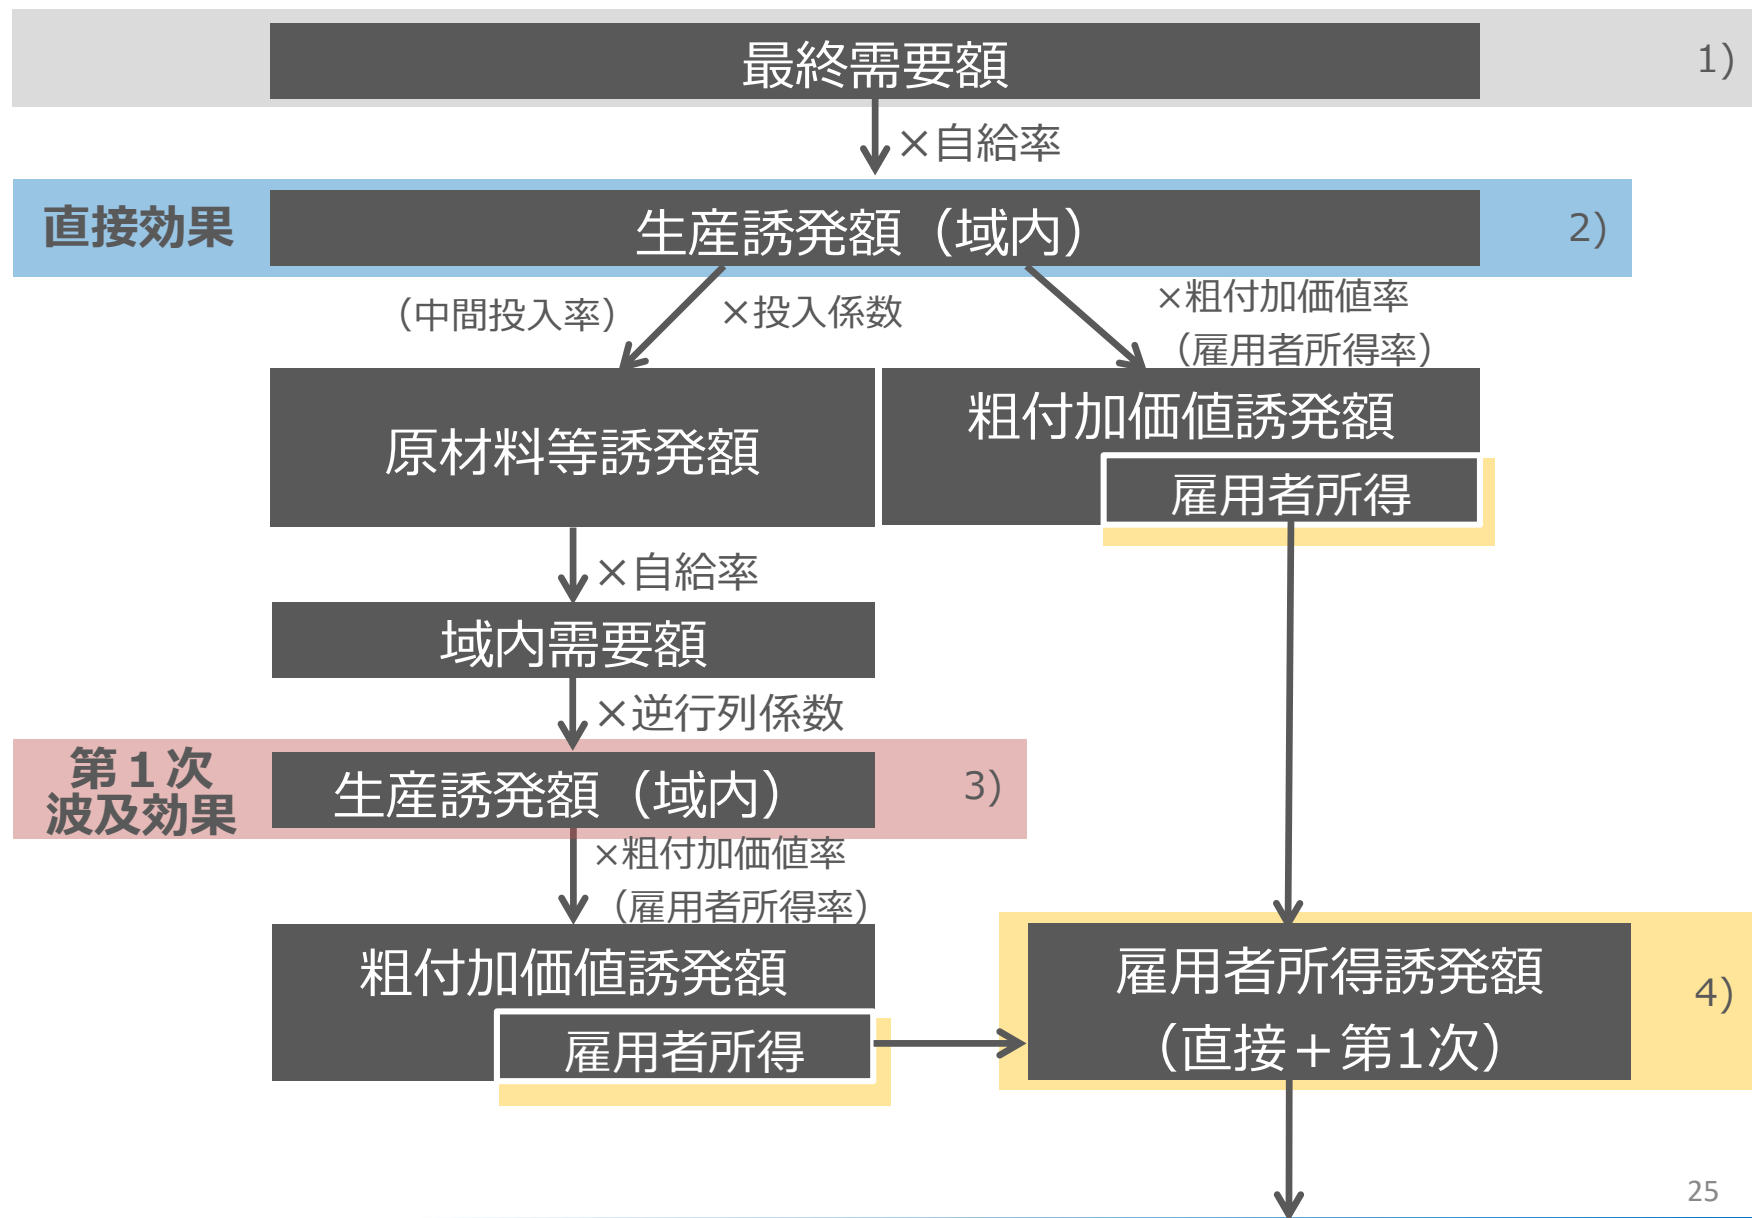 最終需要額
1)
×自給率
直接効果
生産誘発額（域内）
2)
（中間投入率）
×投入係数
×粗付加価値率
（雇用者所得率）
原材料等誘発額
粗付加価値誘発額
雇用者所得
×自給率
域内需要額
×逆行列係数
第１次
波及効果
生産誘発額（域内）
3)
×粗付加価値率
（雇用者所得率）
粗付加価値誘発額
雇用者所得
雇用者所得誘発額
（直接＋第1次）
4)
25